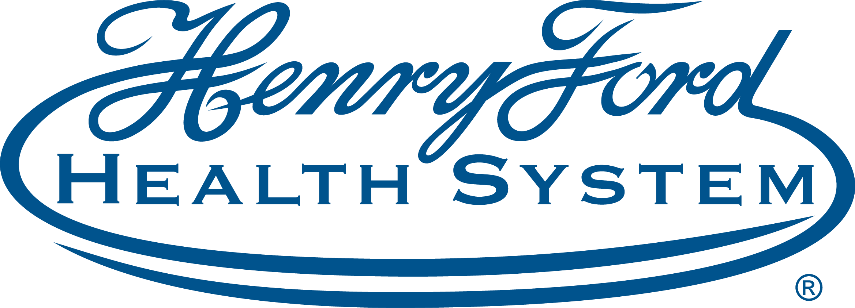 Henry Ford
HEALTH SYSTEM
®